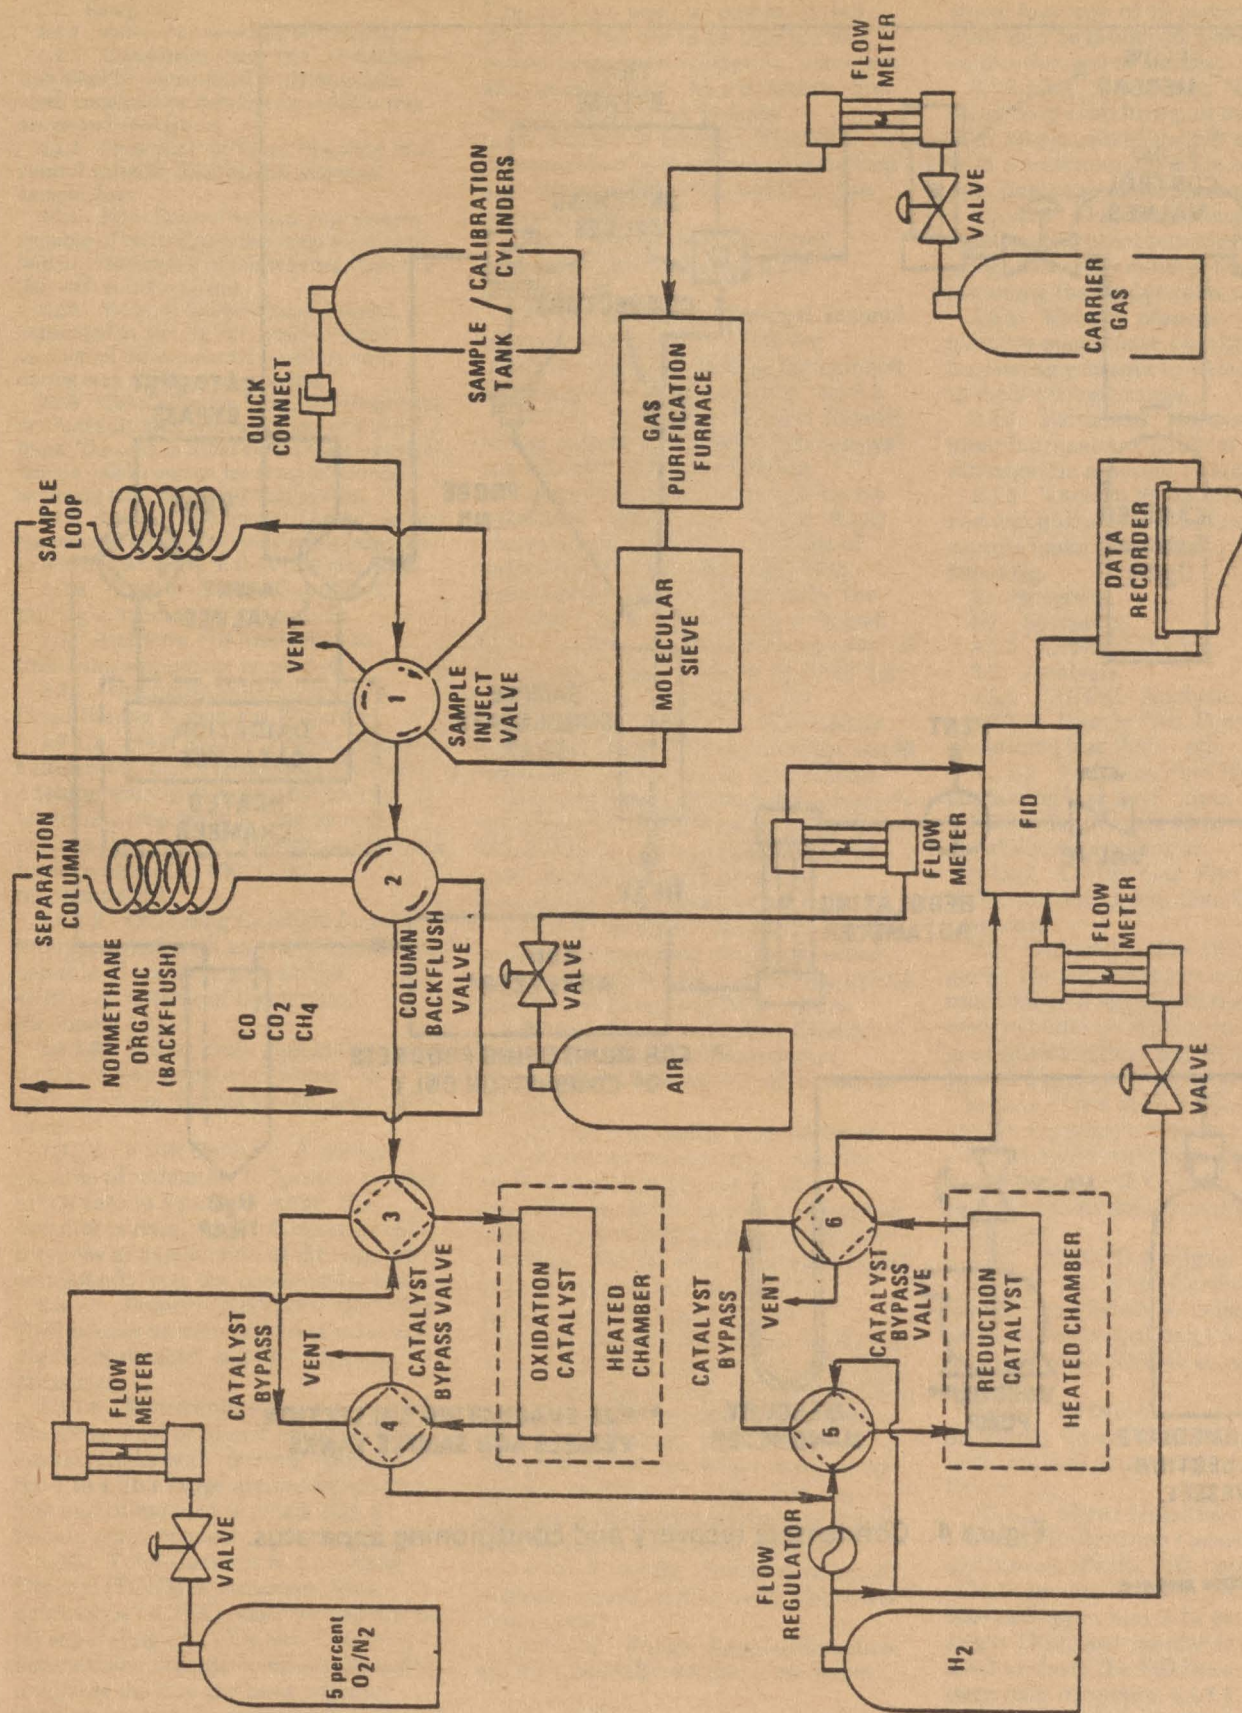 5 percent
O2/N2
VALVE
FLOW
METER
CATALYST
BYPASS
VENT
4
CATALYST
BYPASS VALVE
3
OXIDATION
CATALYST
HEATED
CHAMBER
NONMETHANE
ORGANIC
(BACKFLUSH)
CO
CO2
CH4
SEPARATION
COLUMN
2
COLUMN
BACKFLUSH
VALVE
SAMPLE
LOOP
VENT
1
SAMPLE
INJECT
VALVE
QUICK
CONNECT
SAMPLE / CALIBRATION
TANK / CYLINDERS
H2
FLOW
REGULATOR
5
CATALYST
BYPASS
VENT
6
CATALYST
BYPASS
VALVE
REDUCTION
CATALYST
HEATED CHAMBER
AIR
VALVE
FLOW
METER
MOLECULAR
SIEVE
GAS
PURIFICATION
FURNACE
FLOW
METER
VALVE
CARRIER
GAS
VALVE
FLOW
METER
FID
DATA
RECORDER